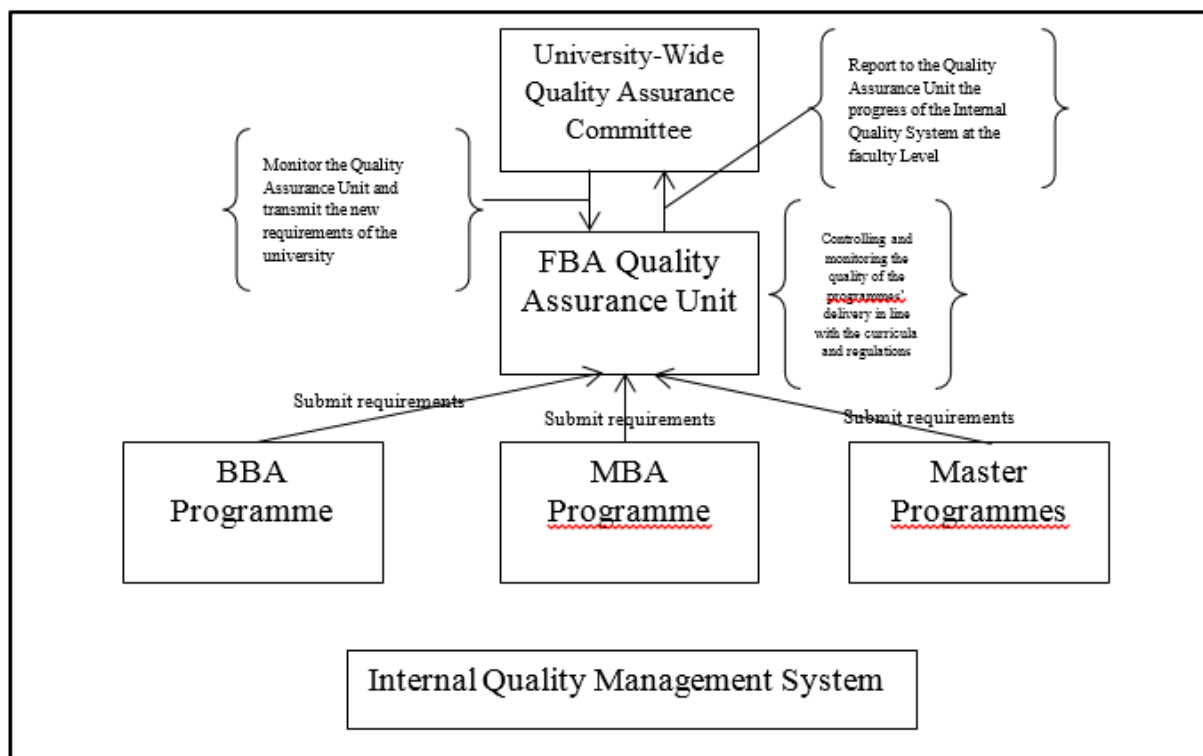 University-Wide
Quality Assurance
Committee
Report to the Quality
Assurance Unit the
progress of the Internal
Quality System at the
faculty Level
Monitor the Quality
Assurance Unit and
transmit the new
requirements of the
university
FBA Quality
Assurance Unit
Controlling and
monitoring the
quality of the
programmes'
delivery in line
with the curricula
and regulations
Submit requirements
Submit requirements
Submit requirements
BBA
Programme
MBA
Programme
Master
Programmes
Internal Quality Management System